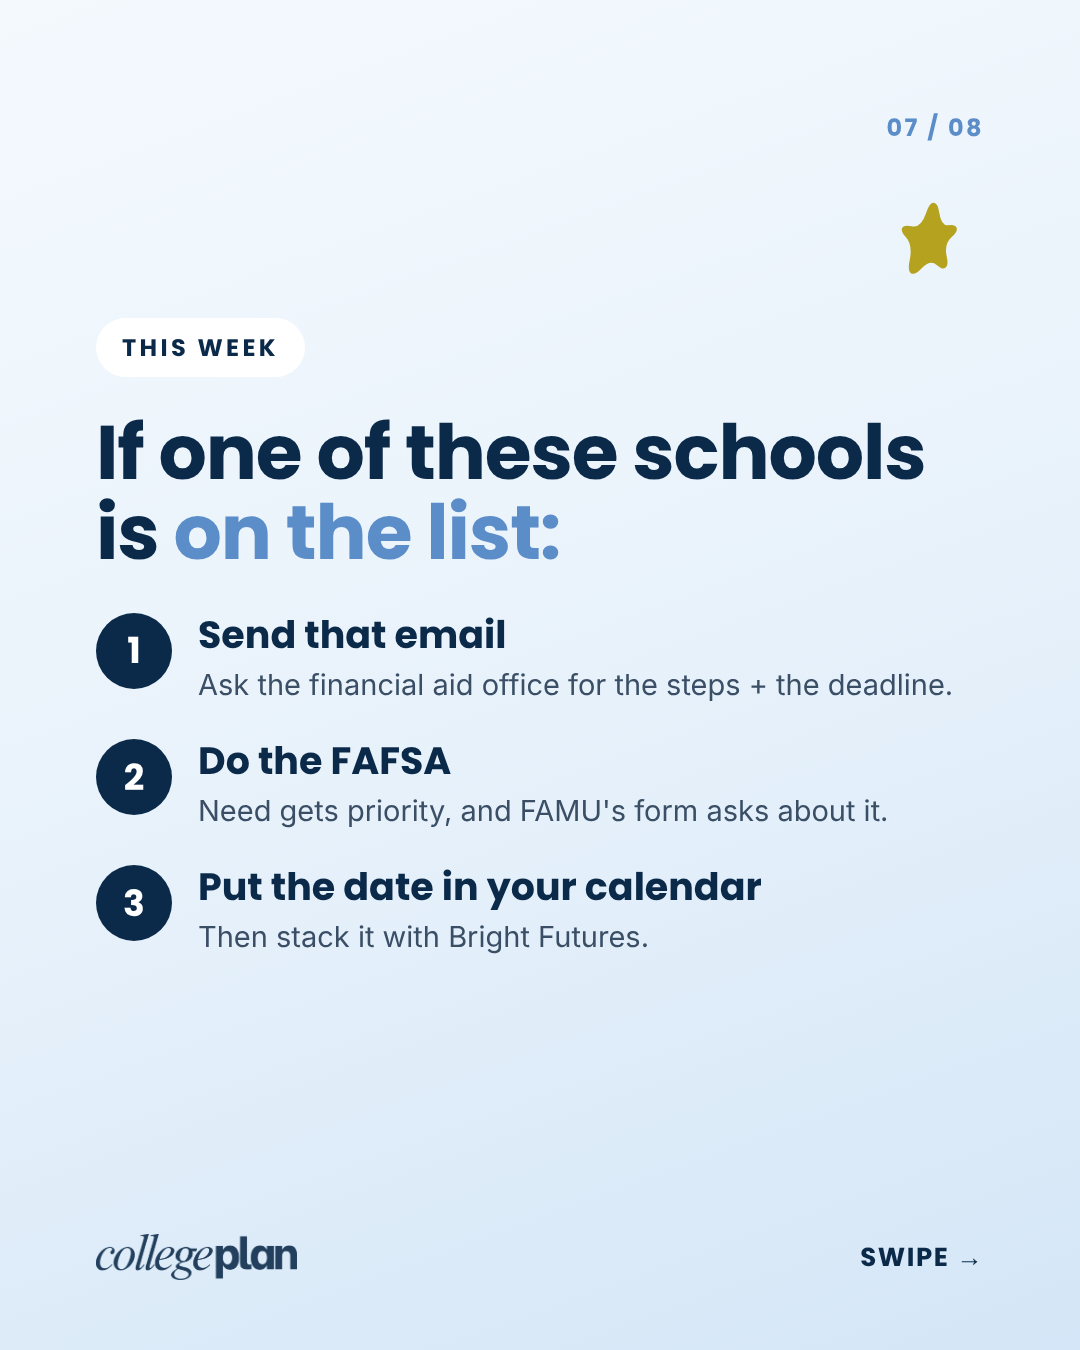 07 / 08
THIS WEEK
If one of these schools
is on the list:
1
Send that email
Ask the financial aid office for the steps + the deadline.
2
Do the FAFSA
Need gets priority, and FAMU's form asks about it.
3
Put the date in your calendar
Then stack it with Bright Futures.
collegeplan
SWIPE →